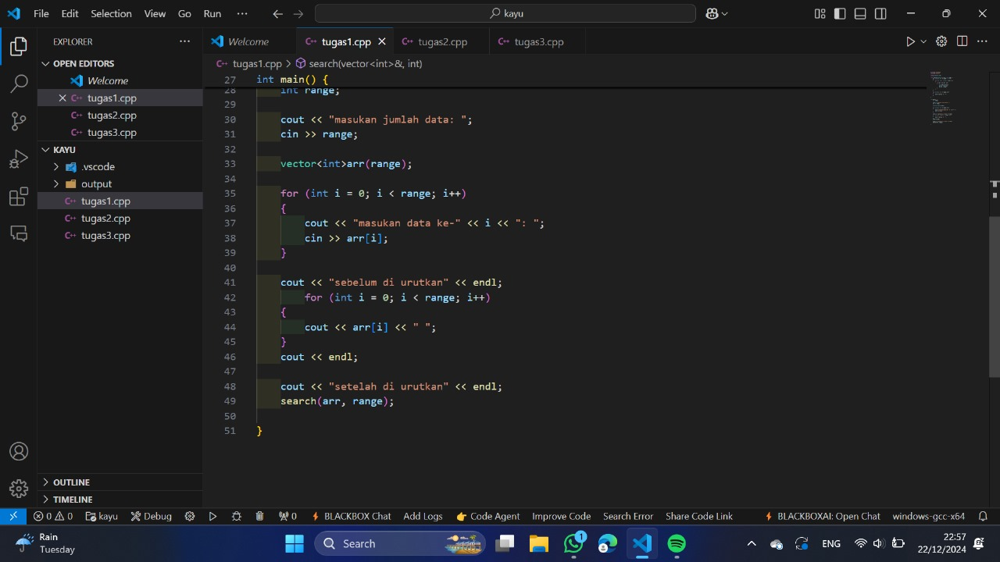 File Edit Selection View Go Run ··· kayu
EXPLORER ···
OPEN EDITORS
Welcome
tugas1.cpp
tugas2.cpp
tugas3.cpp
KAYU
.vscode
output
tugas1.cpp
tugas2.cpp
tugas3.cpp
OUTLINE
TIMELINE
Welcome C++ tugas1.cpp C++ tugas2.cpp C++ tugas3.cpp
C++ tugas1.cpp > search(vector<int>&, int)
27 int main() {
28 int range;
29
30 cout << "masukan jumlah data: ";
31 cin >> range;
32
33 vector<int>arr(range);
34
35 for (int i = 0; i < range; i++)
36 {
37 cout << "masukan data ke-" << i << ": ";
38 cin >> arr[i];
39 }
40
41 cout << "sebelum di urutkan" << endl;
42 for (int i = 0; i < range; i++)
43 {
44 cout << arr[i] << " ";
45 }
46 cout << endl;
47
48 cout << "setelah di urutkan" << endl;
49 search(arr, range);
50
51 }
0 0 kayu Debug 0 BLACKBOX Chat Add Logs Code Agent Improve Code Search Error Share Code Link BLACKBOXAI: Open Chat windows-gcc-x64
Rain
Tuesday
Search
1
ENG
22:57
22/12/2024